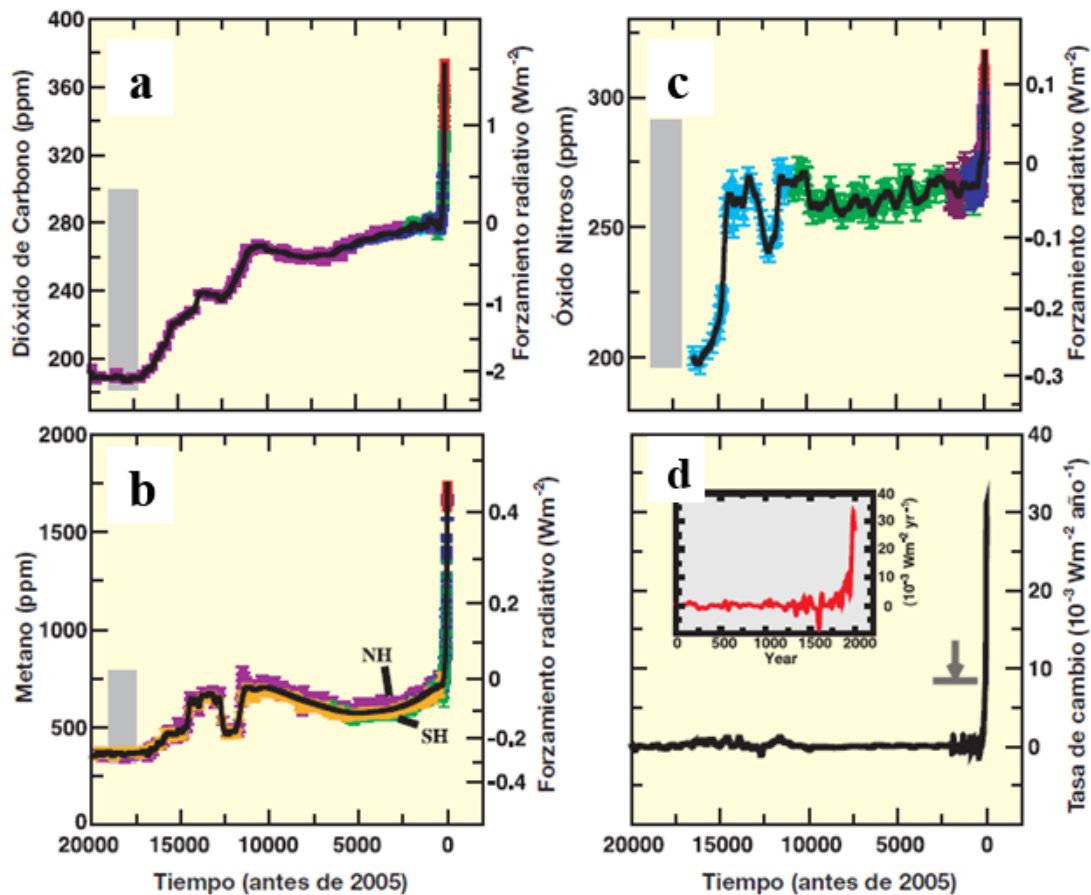 a
400
360
320
280
240
200
Dióxido de Carbono (ppm)
1
0
-1
-2
Forzamiento radiativo (Wm⁻²)
c
300
250
200
Óxido Nitroso (ppm)
0.1
0
-0.1
-0.2
-0.3
Forzamiento radiativo (Wm⁻²)
b
2000
1750
1500
1000
750
500
250
0
Metano (ppm)
NH
SH
0.4
0.2
0
-0.2
-0.4
Forzamiento radiativo (Wm⁻²)
20000 15000 10000 5000 0
Tiempo (antes de 2005)
d
40
30
20
10
0
(10⁻³ Wm⁻² yr⁻¹)
0 500 1000 1500 2000
Year
40
30
20
10
0
Tasa de cambio (10⁻³ Wm⁻² año⁻¹)
20000 15000 10000 5000 0
Tiempo (antes de 2005)